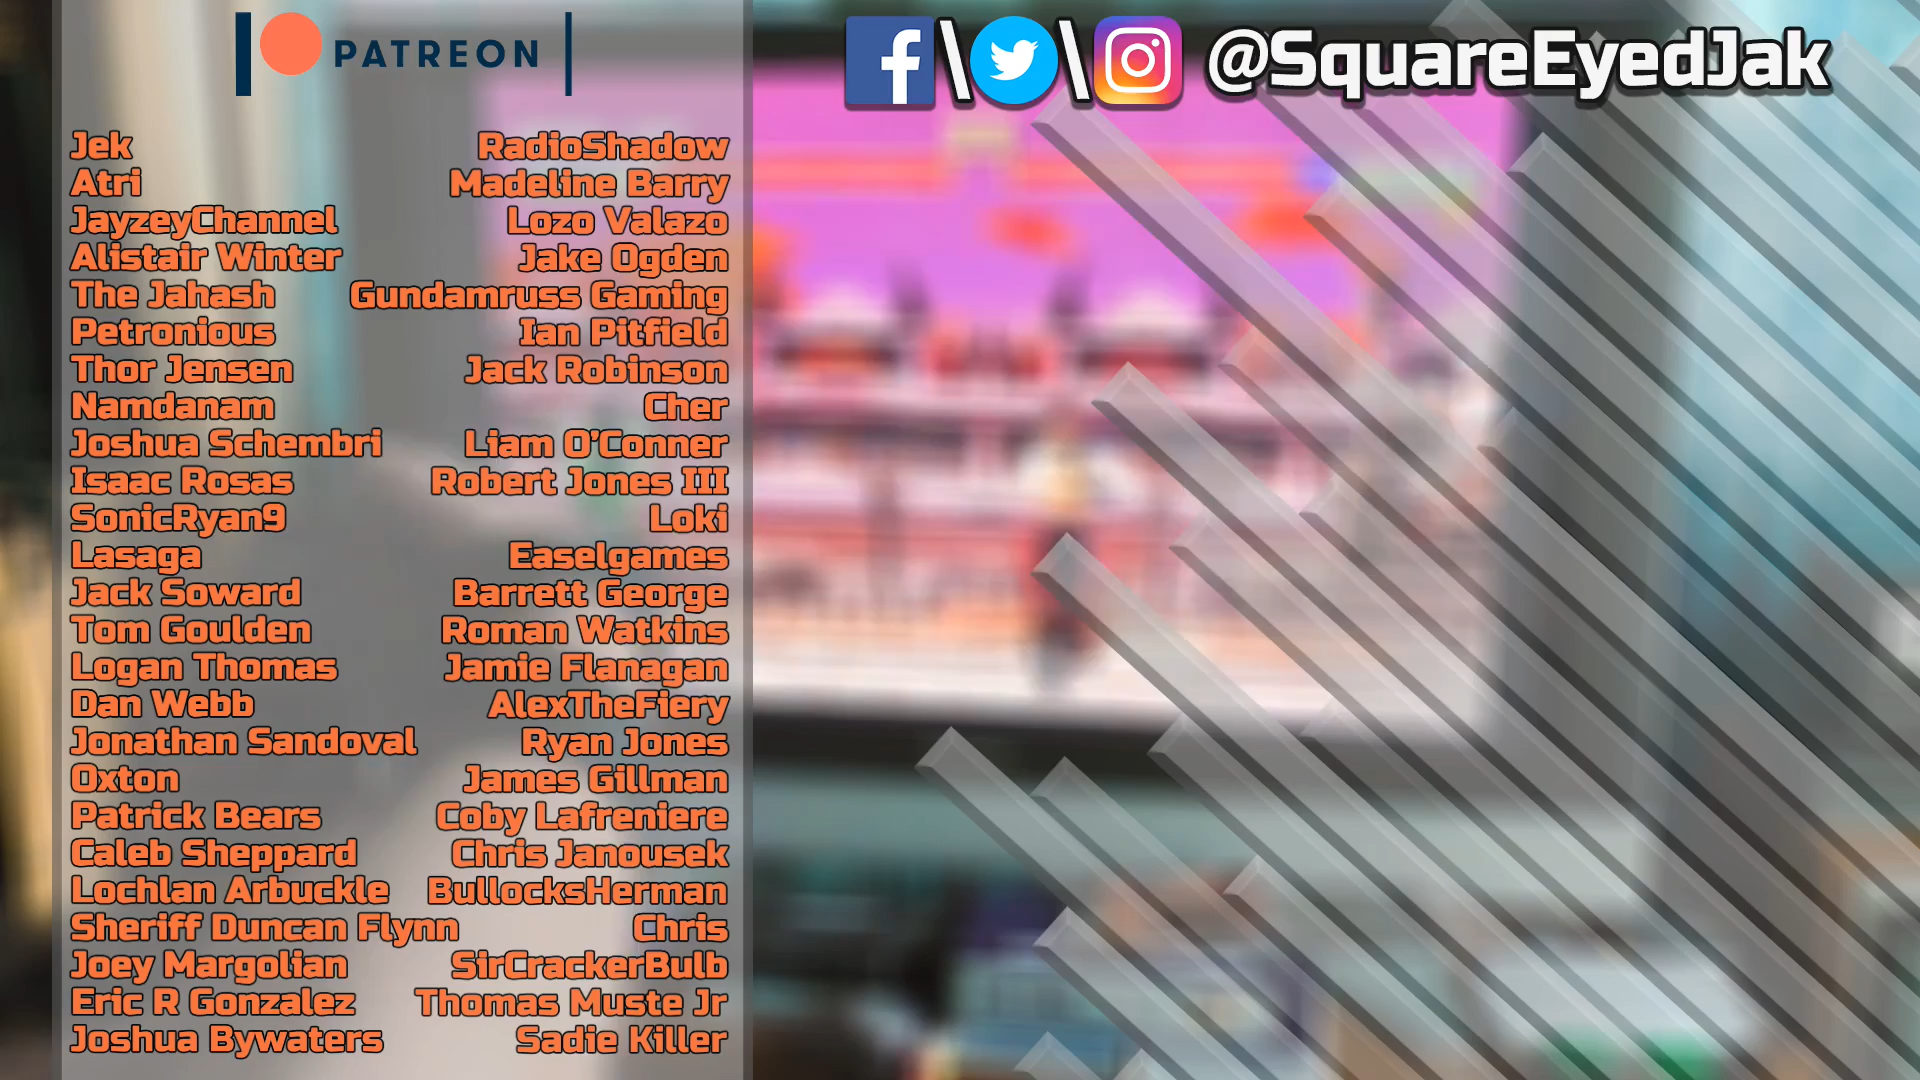 PATREON
@SquareEyedJak
Jek
Atri
JayzeyChannel
Alistair Winter
The Jahash
Petronious
Thor Jensen
Namdanam
Joshua Schembri
Isaac Rosas
SonicRyan9
Lasaga
Jack Soward
Tom Goulden
Logan Thomas
Dan Webb
Jonathan Sandoval
Oxton
Patrick Bears
Caleb Sheppard
Lochlan Arbuckle
Sheriff Duncan Flynn
Joey Margolian
Eric R Gonzalez
Joshua Bywaters
RadioShadow
Madeline Barry
Lozo Valazo
Jake Ogden
Gundamruss Gaming
Ian Pitfield
Jack Robinson
Cher
Liam O'Conner
Robert Jones III
Loki
Easelgames
Barrett George
Roman Watkins
Jamie Flanagan
AlexTheFiery
Ryan Jones
James Gillman
Coby Lafreniere
Chris Janousek
BullocksHerman
Chris
SirCrackerBulb
Thomas Muste Jr
Sadie Killer